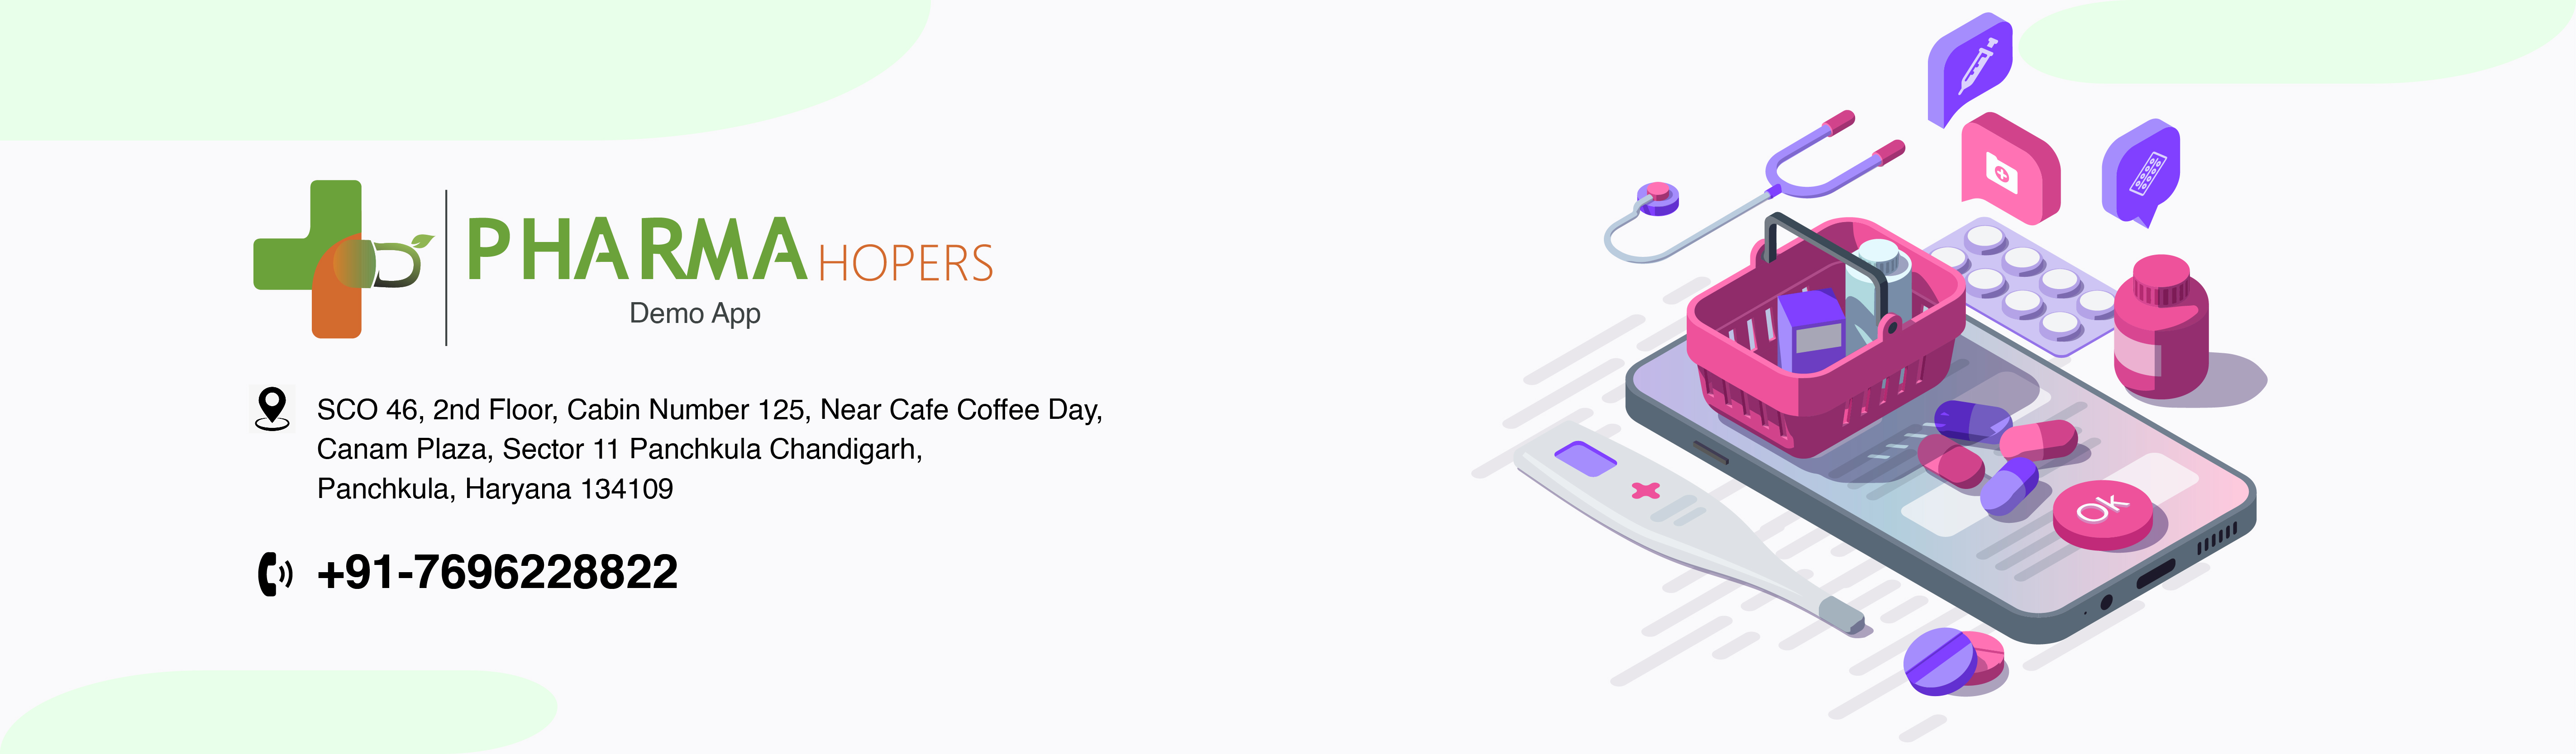 PHARMA HOPERS
Demo App
SCO 46, 2nd Floor, Cabin Number 125, Near Cafe Coffee Day,
Canam Plaza, Sector 11 Panchkula Chandigarh,
Panchkula, Haryana 134109
+91-7696228822
Ok